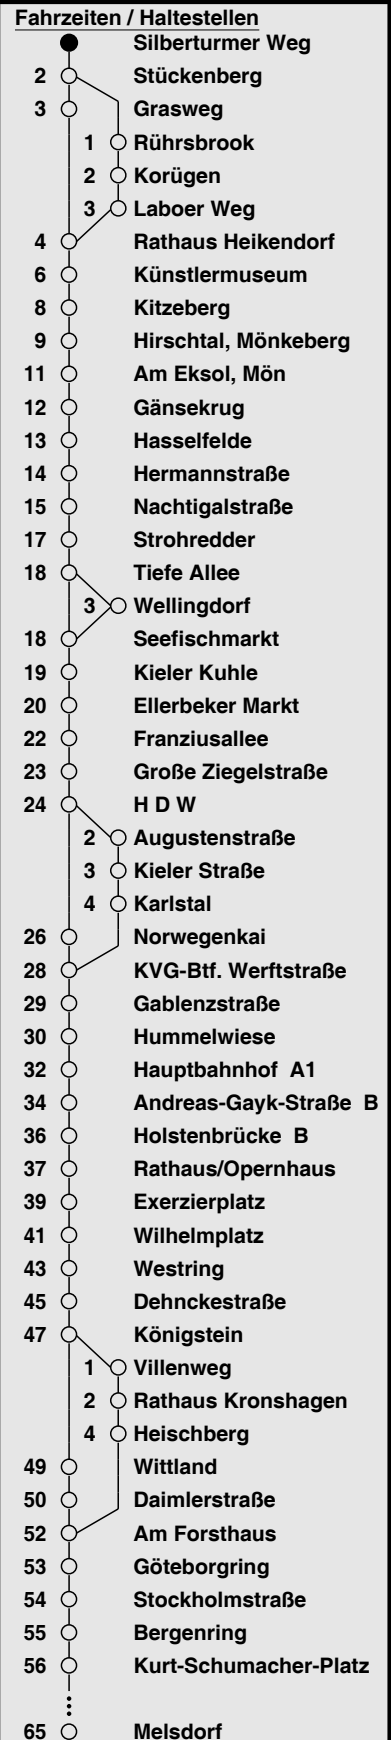 Fahrzeiten / Haltestellen
Silberturmer Weg
2 Stückenberg
3 Grasweg
1 Rührsbrook
2 Korügen
3 Laboer Weg
4 Rathaus Heikendorf
6 Künstlermuseum
8 Kitzeberg
9 Hirschtal, Mönkeberg
11 Am Eksol, Mön
12 Gänsekrug
13 Hasselfelde
14 Hermannstraße
15 Nachtigalstraße
17 Strohredder
18 Tiefe Allee
3 Wellingdorf
18 Seefischmarkt
19 Kieler Kuhle
20 Ellerbeker Markt
22 Franziusallee
23 Große Ziegelstraße
24 H D W
2 Augustenstraße
3 Kieler Straße
4 Karlstal
26 Norwegenkai
28 KVG-Btf. Werftstraße
29 Gablenzstraße
30 Hummelwiese
32 Hauptbahnhof A1
34 Andreas-Gayk-Straße B
36 Holstenbrücke B
37 Rathaus/Opernhaus
39 Exerzierplatz
41 Wilhelmplatz
43 Westring
45 Dehnckestraße
47 Königstein
1 Villenweg
2 Rathaus Kronshagen
4 Heischberg
49 Wittland
50 Daimlerstraße
52 Am Forsthaus
53 Göteborgring
54 Stockholmstraße
55 Bergenring
56 Kurt-Schumacher-Platz
65 Melsdorf